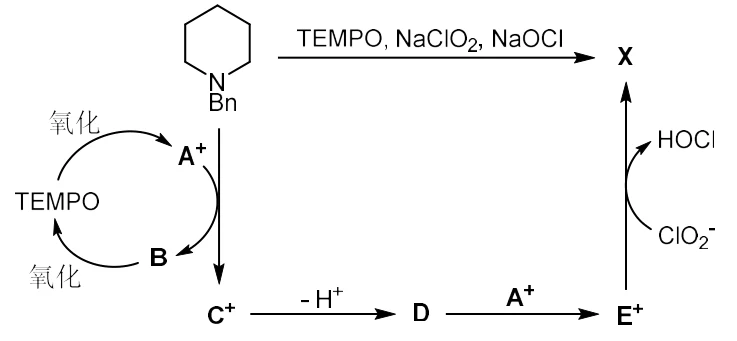 TEMPO, NaClO₂, NaOCl
X
N
Bn
氧化
A⁺
HOCl
TEMPO
ClO₂⁻
B
氧化
C⁺
- H⁺
D
A⁺
E⁺